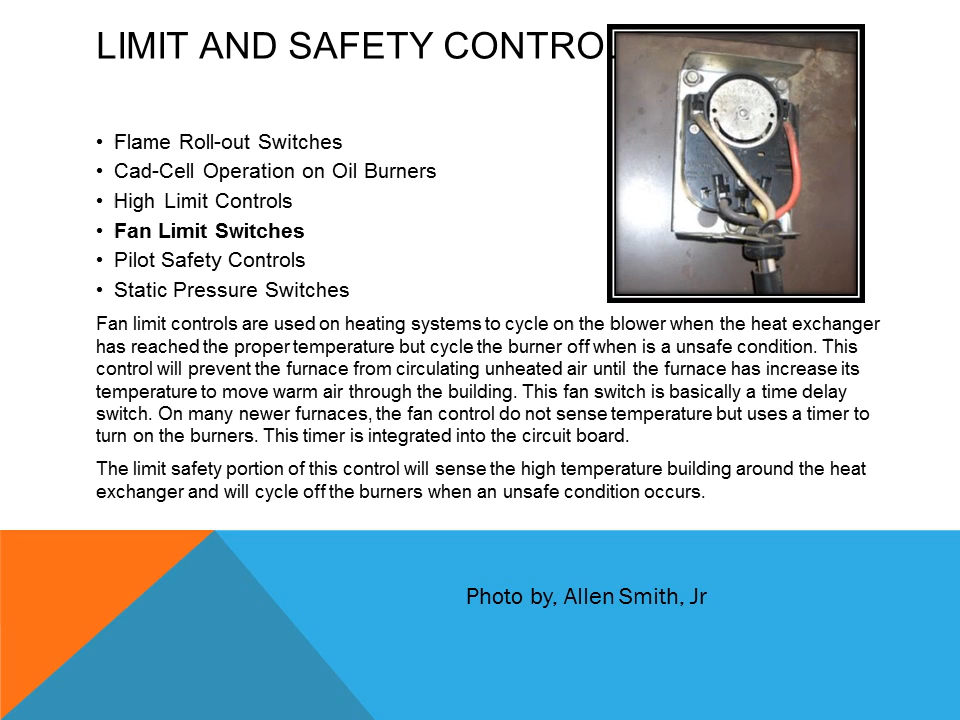 LIMIT AND SAFETY CONTROL
• Flame Roll-out Switches
• Cad-Cell Operation on Oil Burners
• High Limit Controls
• Fan Limit Switches
• Pilot Safety Controls
• Static Pressure Switches
Fan limit controls are used on heating systems to cycle on the blower when the heat exchanger
has reached the proper temperature but cycle the burner off when is a unsafe condition. This
control will prevent the furnace from circulating unheated air until the furnace has increase its
temperature to move warm air through the building. This fan switch is basically a time delay
switch. On many newer furnaces, the fan control do not sense temperature but uses a timer to
turn on the burners. This timer is integrated into the circuit board.
The limit safety portion of this control will sense the high temperature building around the heat
exchanger and will cycle off the burners when an unsafe condition occurs.
Photo by, Allen Smith, Jr